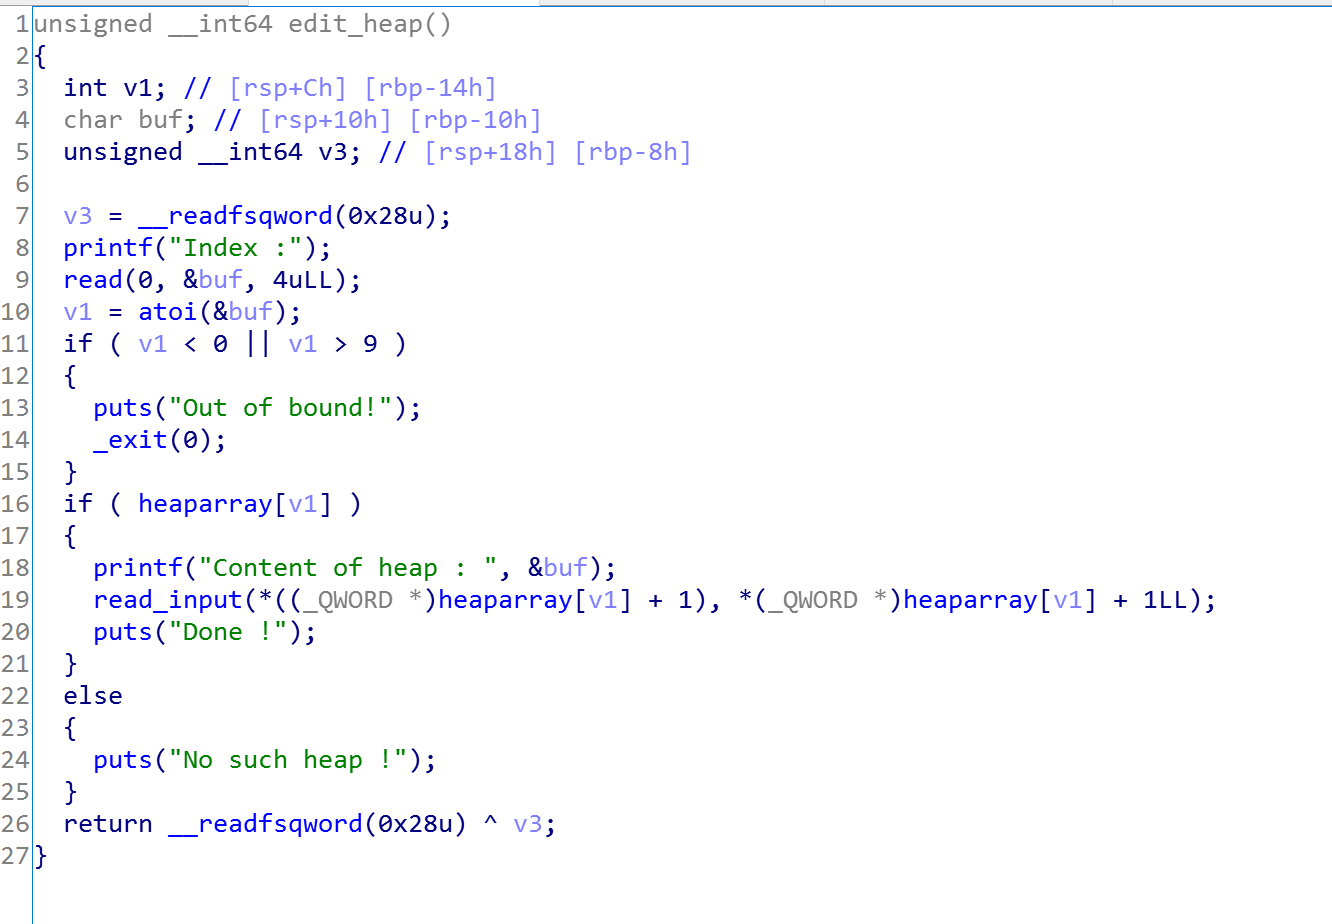 1 unsigned __int64 edit_heap()
2 {
3   int v1; // [rsp+Ch] [rbp-14h]
4   char buf; // [rsp+10h] [rbp-10h]
5   unsigned __int64 v3; // [rsp+18h] [rbp-8h]
6
7   v3 = __readfsqword(0x28u);
8   printf("Index :");
9   read(0, &buf, 4uLL);
10   v1 = atoi(&buf);
11   if ( v1 < 0 || v1 > 9 )
12   {
13     puts("Out of bound!");
14     _exit(0);
15   }
16   if ( heaparray[v1] )
17   {
18     printf("Content of heap : ", &buf);
19     read_input(*((_QWORD *)heaparray[v1] + 1), *(_QWORD *)heaparray[v1] + 1LL);
20     puts("Done !");
21   }
22   else
23   {
24     puts("No such heap !");
25   }
26   return __readfsqword(0x28u) ^ v3;
27 }